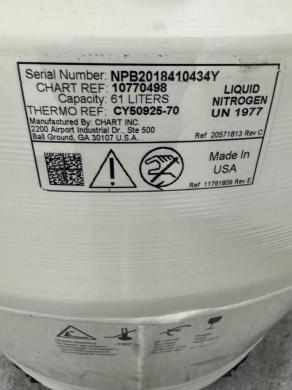 Serial Number: NPB2018410434Y
CHART REF: 10770498
Capacity: 61 LITERS
THERMO REF: CY50925-70
Manufactured By: CHART INC.
2200 Airport Industrial Dr., Ste 500
Ball Ground, GA 30107 U.S.A.
LIQUID
NITROGEN
UN 1977
Ref 20571813 Rev C
Made In
USA
Ref 11761809 Rev E